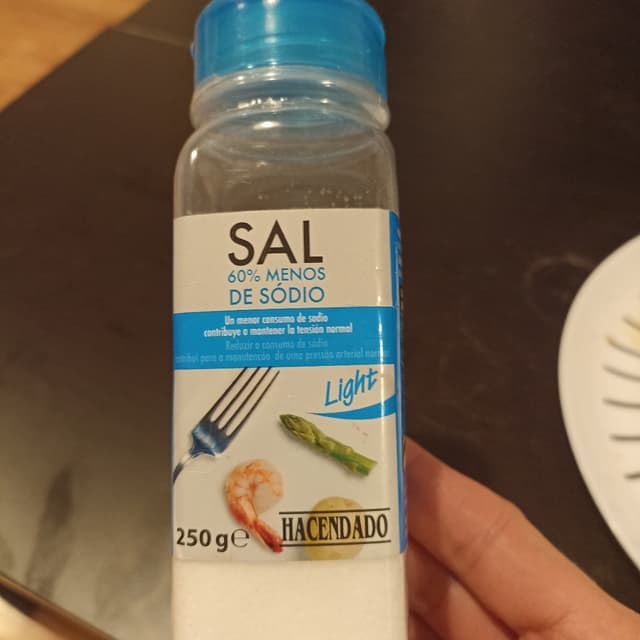 SAL
60% MENOS
DE SÓDIO
Un menor consumo de sodio
contribuye a mantener la tensión normal
Reduzir o consumo de sódio
contribui para a manutenção de uma pressão arterial normal
Light
250 g℮
HACENDADO